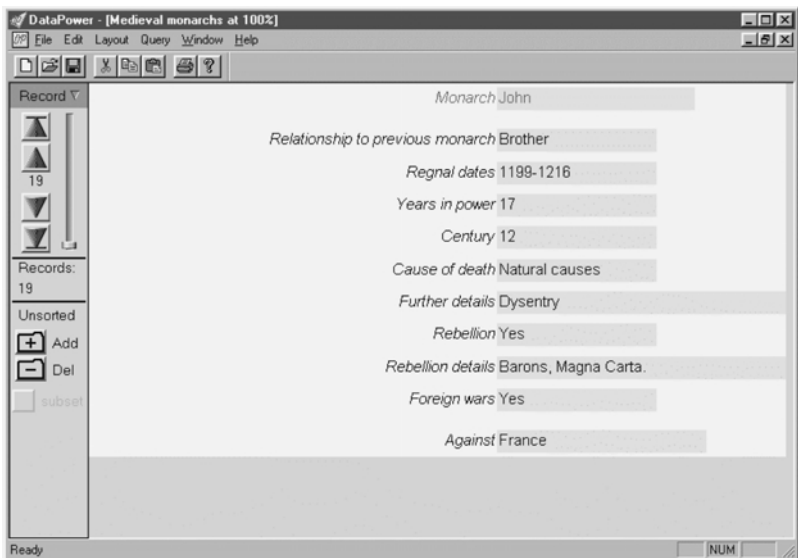 DataPower - [Medieval monarchs at 100%]
File Edit Layout Query Window Help
Record
Monarch John
Relationship to previous monarch Brother
Regnal dates 1199-1216
19
Years in power 17
Century 12
Records:
Cause of death Natural causes
19
Further details Dysentry
Unsorted
Rebellion Yes
Add
Del
Rebellion details Barons, Magna Carta.
subset
Foreign wars Yes
Against France
Ready NUM